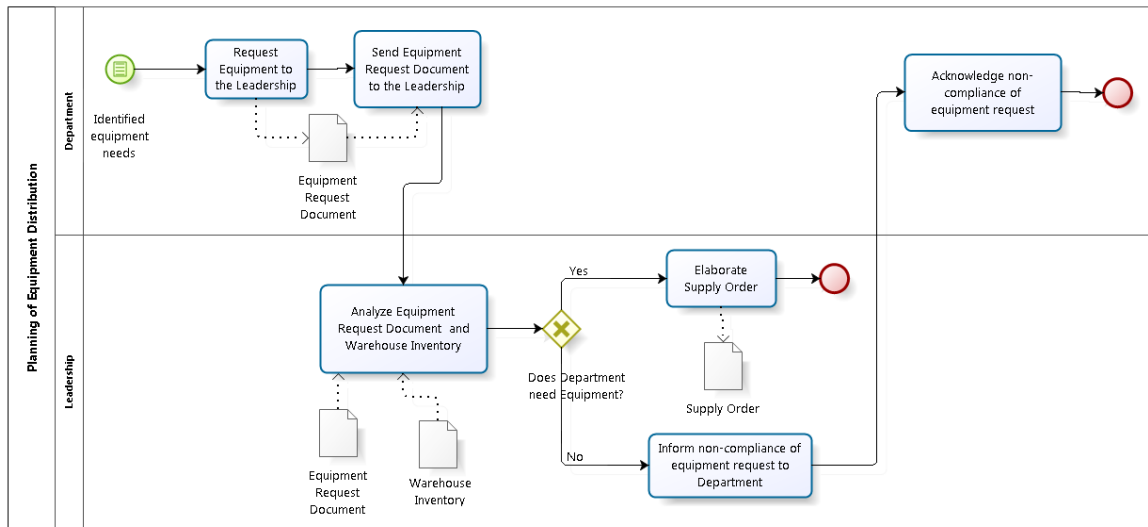 Planning of Equipment Distribution
Department
Identified
equipment
needs
Request
Equipment to
the Leadership
Send Equipment
Request Document
to the Leadership
Equipment
Request
Document
Acknowledge non-
compliance of
equipment request
Leadership
Analyze Equipment
Request Document and
Warehouse Inventory
Equipment
Request
Document
Warehouse
Inventory
Does Department
need Equipment?
Yes
Elaborate
Supply Order
Supply Order
No
Inform non-compliance of
equipment request to
Department